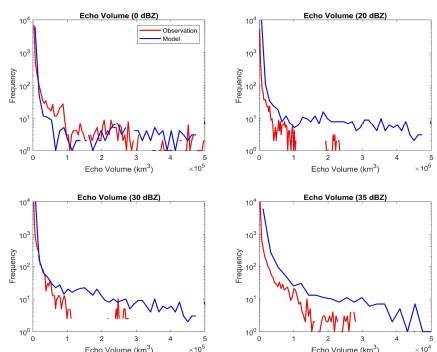 Echo Volume (0 dBZ)
Frequency
10^4
10^3
10^2
10^1
10^0
Observation
Model
0 1 2 3 4 5
Echo Volume (km^3) ×10^5
Echo Volume (20 dBZ)
Frequency
10^4
10^3
10^2
10^1
10^0
0 1 2 3 4 5
Echo Volume (km^3) ×10^5
Echo Volume (30 dBZ)
Frequency
10^4
10^3
10^2
10^1
10^0
0 1 2 3 4 5
Echo Volume (km^3) ×10^5
Echo Volume (35 dBZ)
Frequency
10^4
10^3
10^2
10^1
10^0
0 1 2 3 4 5
Echo Volume (km^3) ×10^4